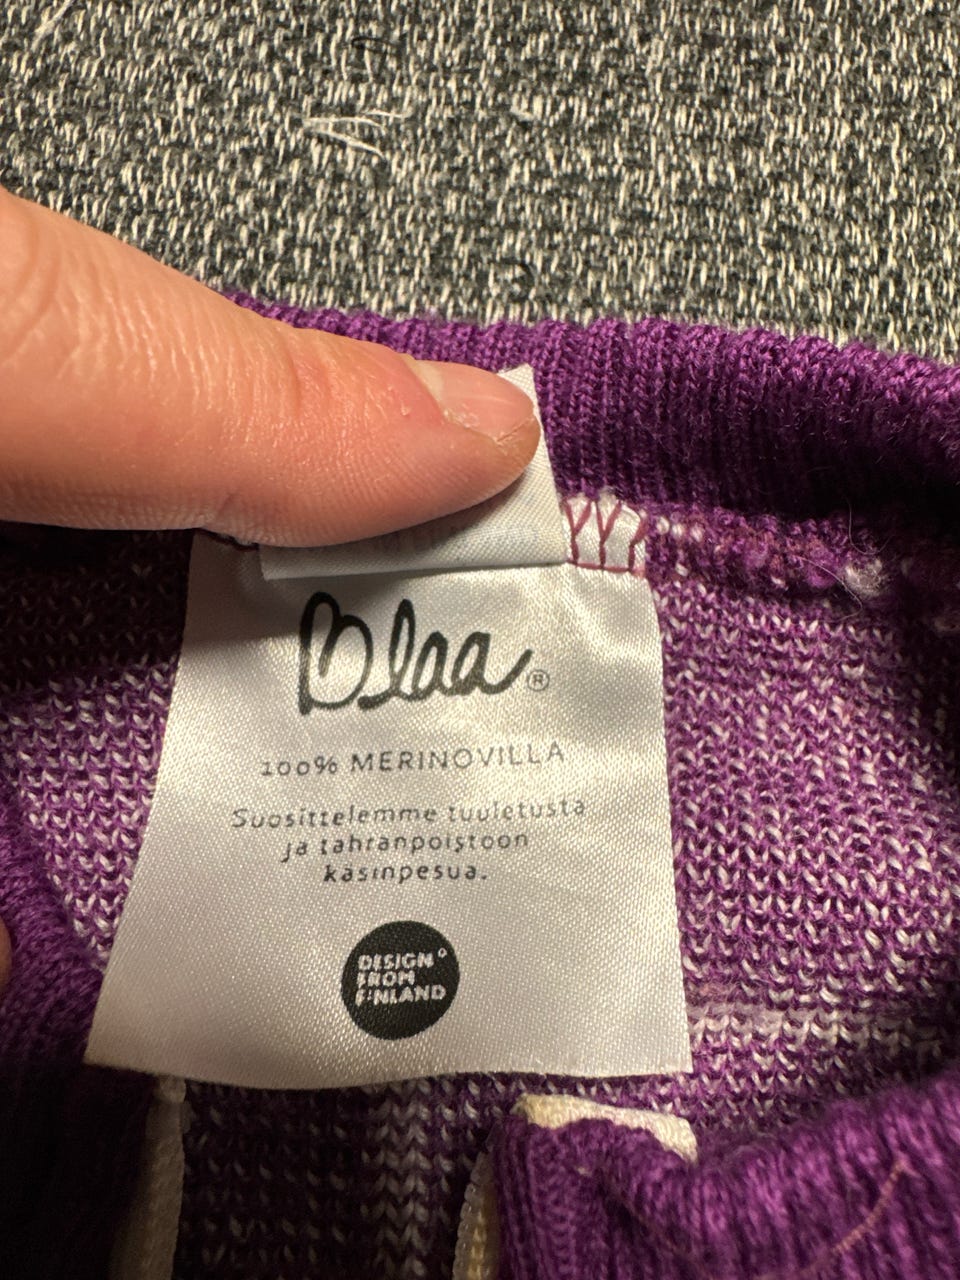 Blaa®
100% MERINOVILLA
Suosittelemme tuuletusta
ja tahranpoistoon
käsinpesua.
DESIGN°
FROM
FINLAND